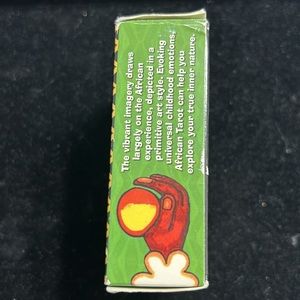 The vibrant imagery draws
largely on the African
experience, depicted in a
primitive art style. Evoking
universal childhood emotions,
African Tarot can help you
explore your true inner nature.